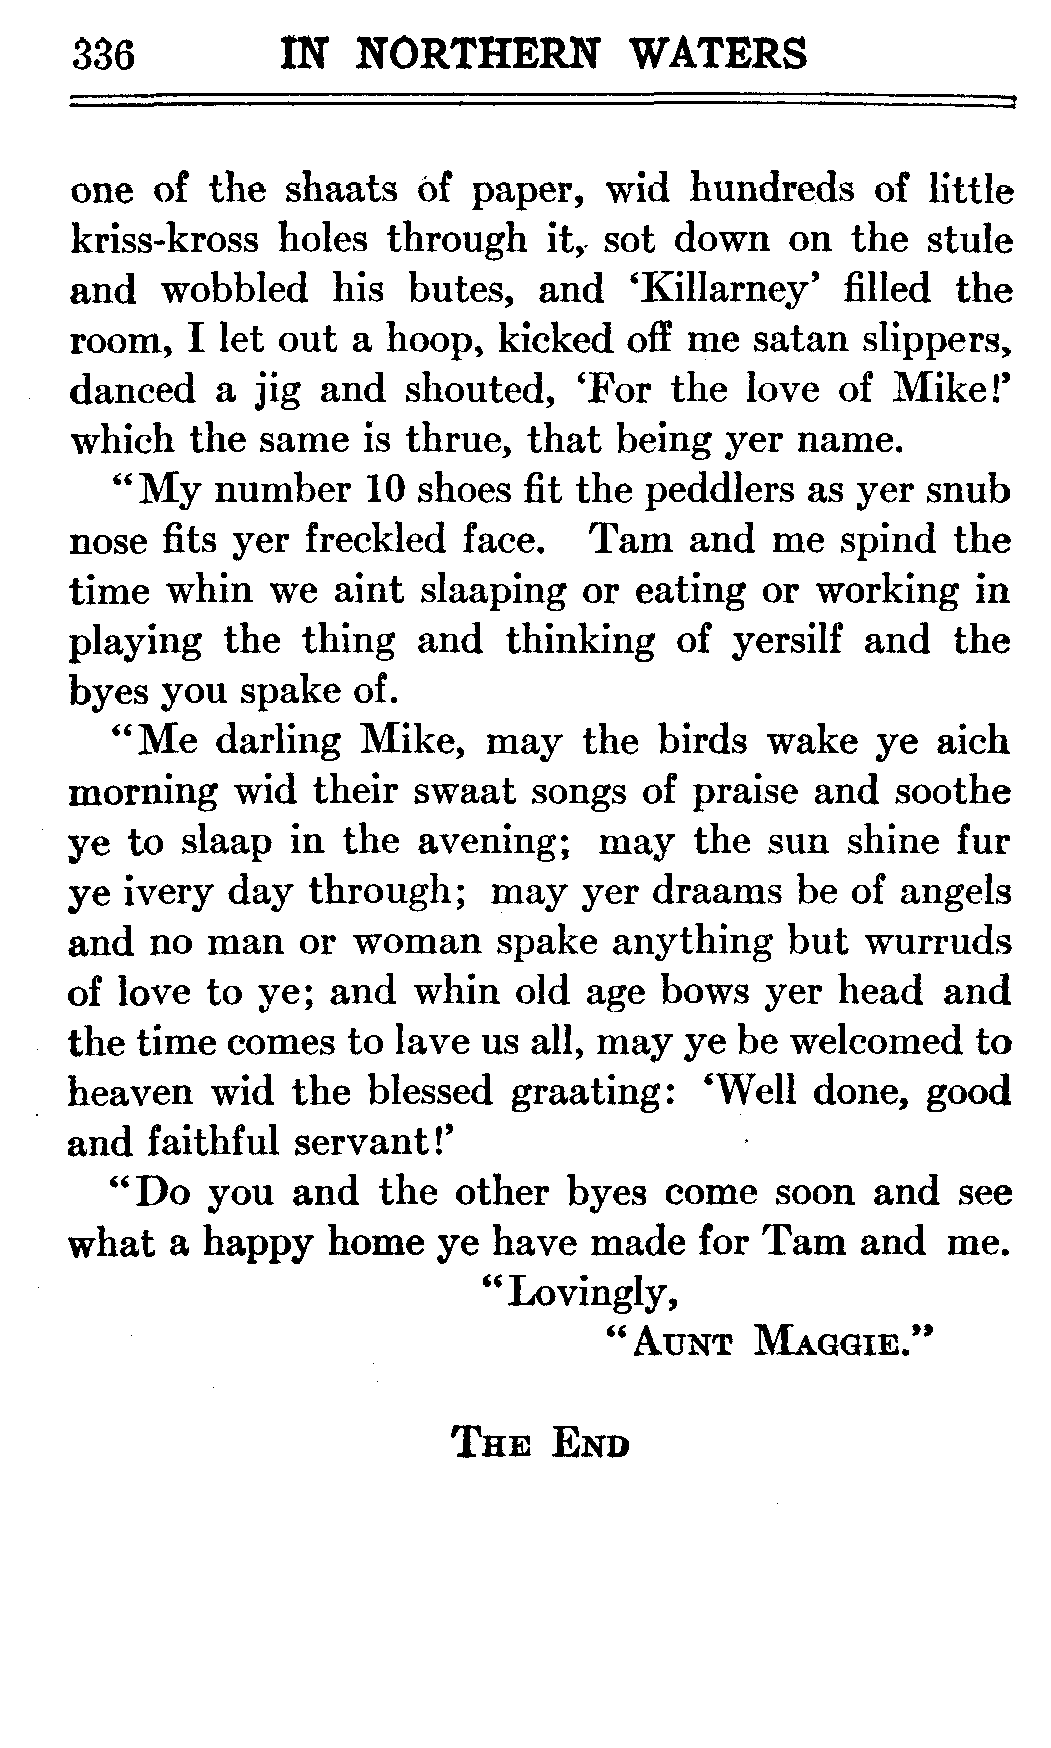 336 IN NORTHERN WATERS
one of the shaats of paper, wid hundreds of little
kriss-kross holes through it, sot down on the stule
and wobbled his butes, and ‘Killarney’ filled the
room, I let out a hoop, kicked off me satan slippers,
danced a jig and shouted, ‘For the love of Mike!’
which the same is thrue, that being yer name.
“My number 10 shoes fit the peddlers as yer snub
nose fits yer freckled face. Tam and me spind the
time whin we aint slaaping or eating or working in
playing the thing and thinking of yersilf and the
byes you spake of.
“Me darling Mike, may the birds wake ye aich
morning wid their swaat songs of praise and soothe
ye to slaap in the avening; may the sun shine fur
ye ivery day through; may yer draams be of angels
and no man or woman spake anything but wurruds
of love to ye; and whin old age bows yer head and
the time comes to lave us all, may ye be welcomed to
heaven wid the blessed graating: ‘Well done, good
and faithful servant!’
“Do you and the other byes come soon and see
what a happy home ye have made for Tam and me.
“Lovingly,
“AUNT MAGGIE.”
THE END